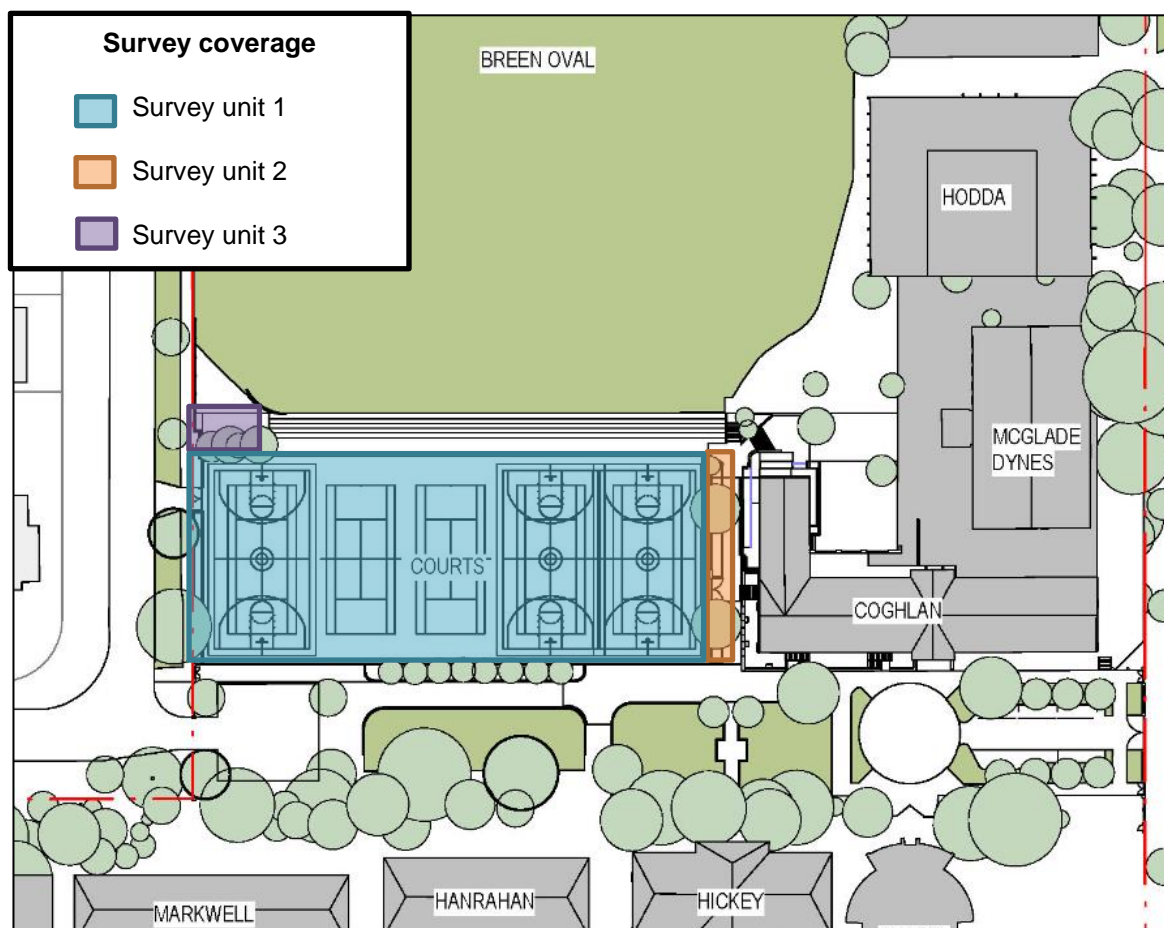 Survey coverage
Survey unit 1
Survey unit 2
Survey unit 3
BREEN OVAL
HODDA
MCGLADE
DYNES
COURTS
COGHLAN
MARKWELL
HANRAHAN
HICKEY